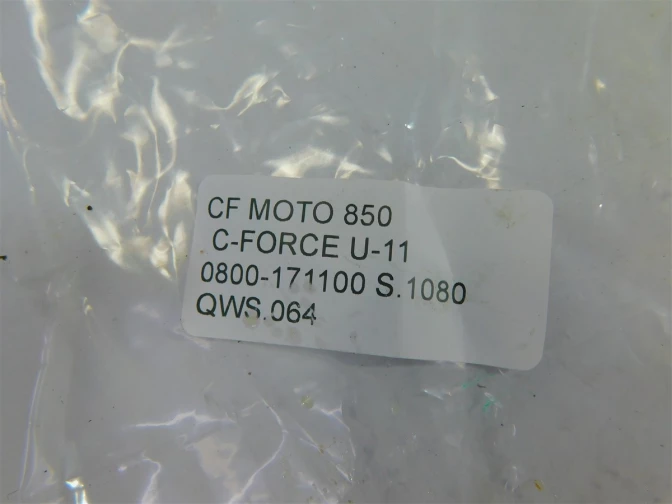 CF MOTO 850
C-FORCE U-11
0800-171100 S.1080
QWS.064